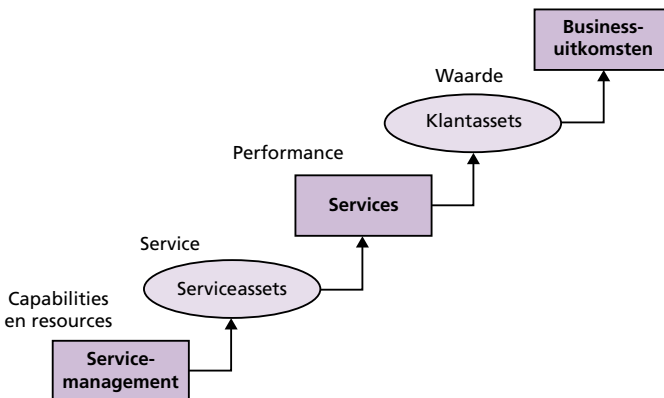 Business-
uitkomsten
Waarde
Klantassets
Performance
Services
Service
Serviceassets
Capabilities
en resources
Service-
management